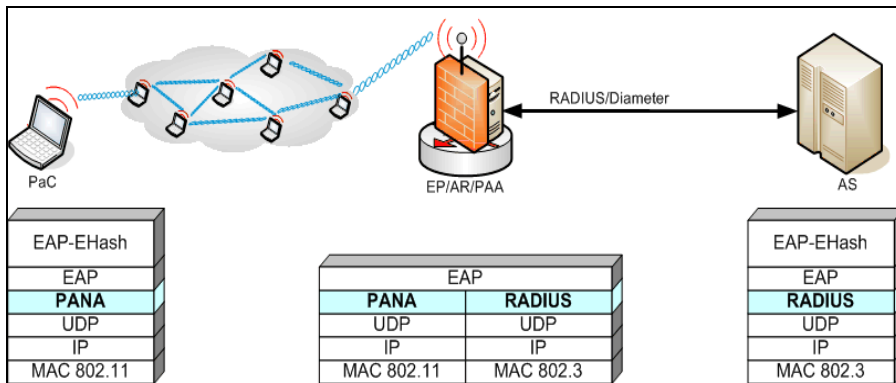 RADIUS/Diameter
PaC
EP/AR/PAA
AS
EAP-EHash
EAP
PANA
UDP
IP
MAC 802.11
EAP
PANA RADIUS
UDP UDP
IP IP
MAC 802.11 MAC 802.3
EAP-EHash
EAP
RADIUS
UDP
IP
MAC 802.3